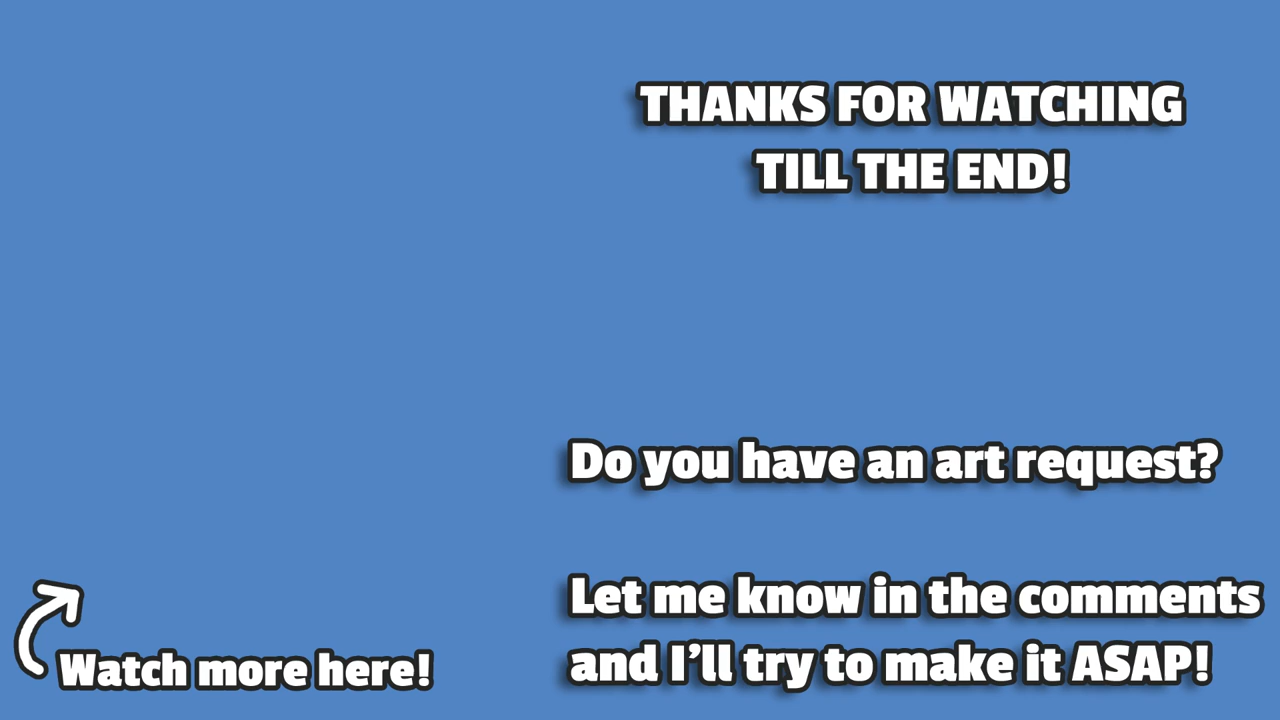 THANKS FOR WATCHING
TILL THE END!
Do you have an art request?
Let me know in the comments
and I'll try to make it ASAP!
Watch more here!